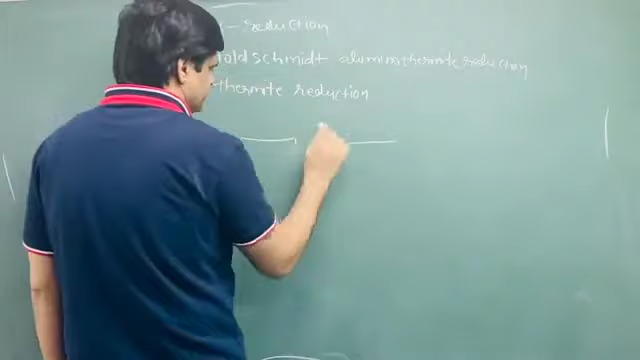 - reduction
oldschmidt aluminothermite reduction
thermite reduction